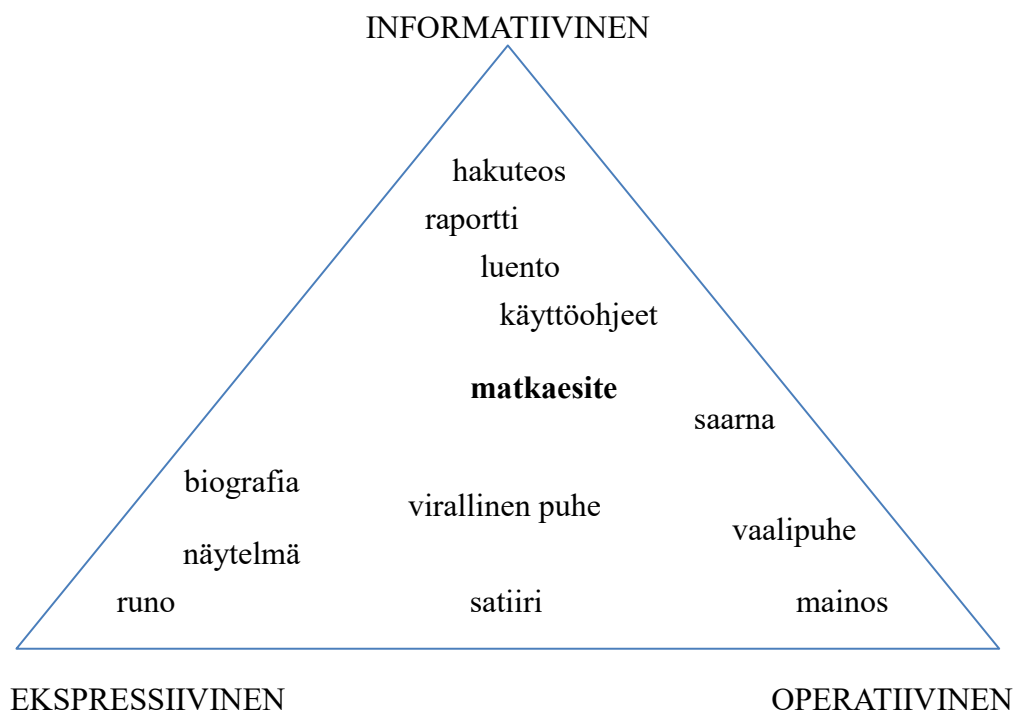 INFORMATIIVINEN
hakuteos
raportti
luento
käyttöohjeet
matkaesite
saarna
biografia
virallinen puhe
vaalipuhe
näytelmä
runo
satiiri
mainos
EKSPRESSIIVINEN
OPERATIIVINEN